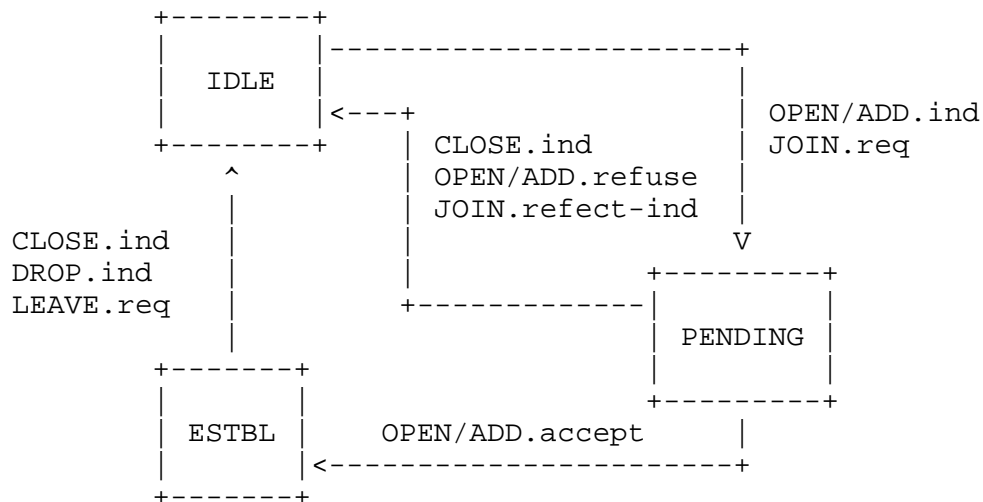 IDLE
OPEN/ADD.ind
JOIN.req
CLOSE.ind
OPEN/ADD.refuse
JOIN.refect-ind
CLOSE.ind
DROP.ind
LEAVE.req
PENDING
ESTBL
OPEN/ADD.accept